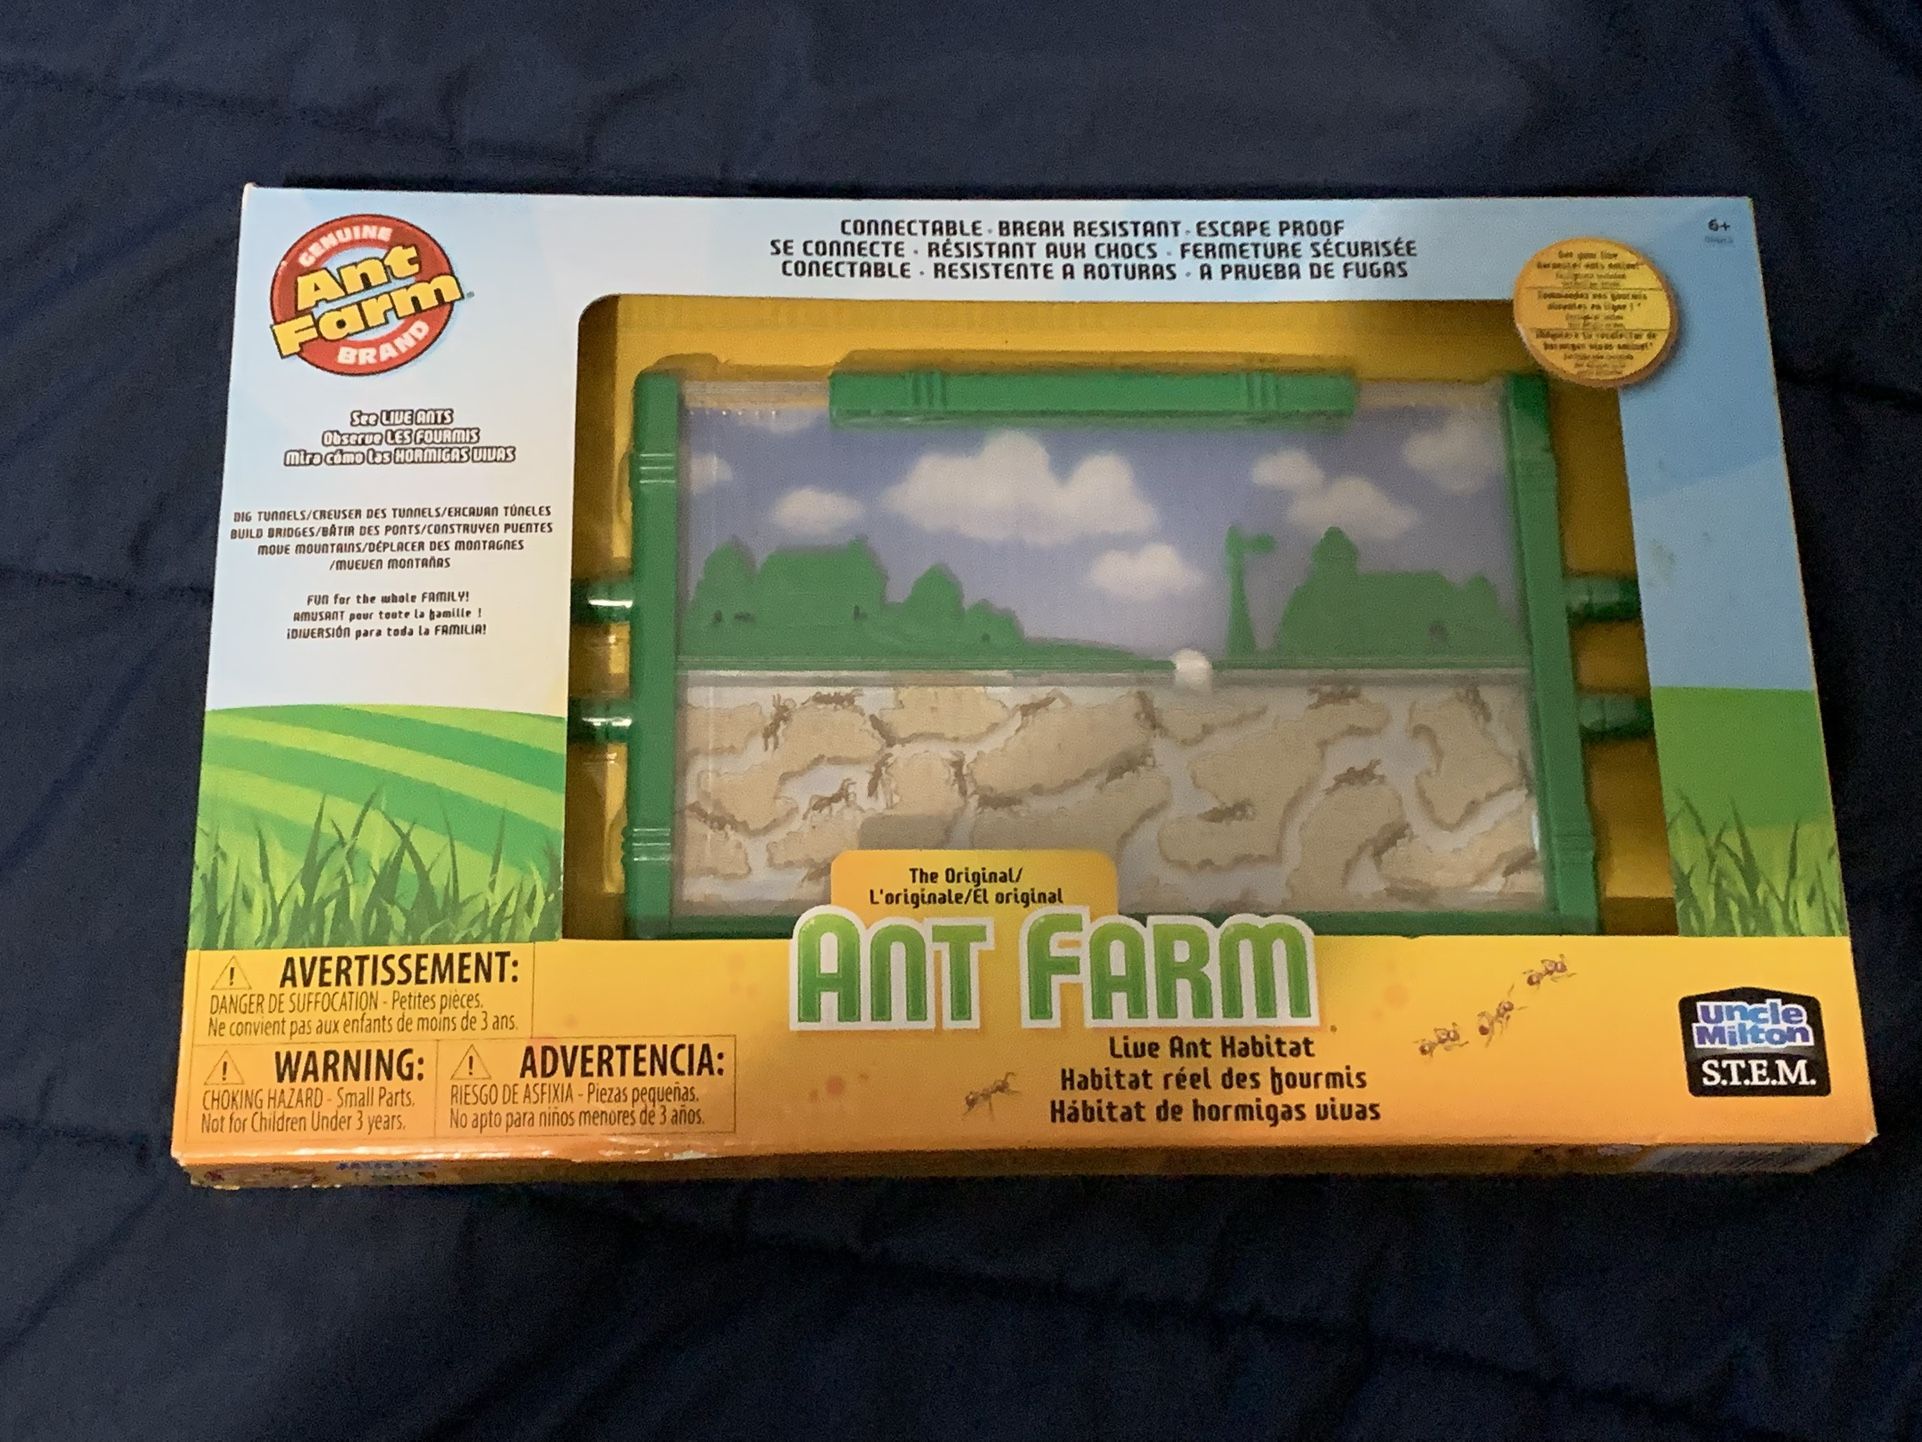 GENUINE
Ant
Farm
BRAND
CONNECTABLE · BREAK RESISTANT · ESCAPE PROOF
SE CONNECTE · RÉSISTANT AUX CHOCS · FERMETURE SÉCURISÉE
CONECTABLE · RESISTENTE A ROTURAS · A PRUEBA DE FUGAS
6+
See LIVE ANTS
Observe LES FOURMIS
Mira cómo las HORMIGAS VIVAS
DIG TUNNELS/CREUSER DES TUNNELS/EXCAVAN TÚNELES
BUILD BRIDGES/BÂTIR DES PONTS/CONSTRUYEN PUENTES
MOVE MOUNTAINS/DÉPLACER DES MONTAGNES
/MUEVEN MONTAÑAS
FUN for the whole FAMILY!
AMUSANT pour toute la famille !
¡DIVERSIÓN para toda la FAMILIA!
Get your live
The Original/
L'originale/El original
ANT FARM
Live Ant Habitat
Habitat réel des fourmis
Hábitat de hormigas vivas
AVERTISSEMENT:
DANGER DE SUFFOCATION - Petites pièces.
Ne convient pas aux enfants de moins de 3 ans.
WARNING:
CHOKING HAZARD - Small Parts.
Not for Children Under 3 years.
ADVERTENCIA:
RIESGO DE ASFIXIA - Piezas pequeñas.
No apto para niños menores de 3 años.
uncle
Milton
S.T.E.M.